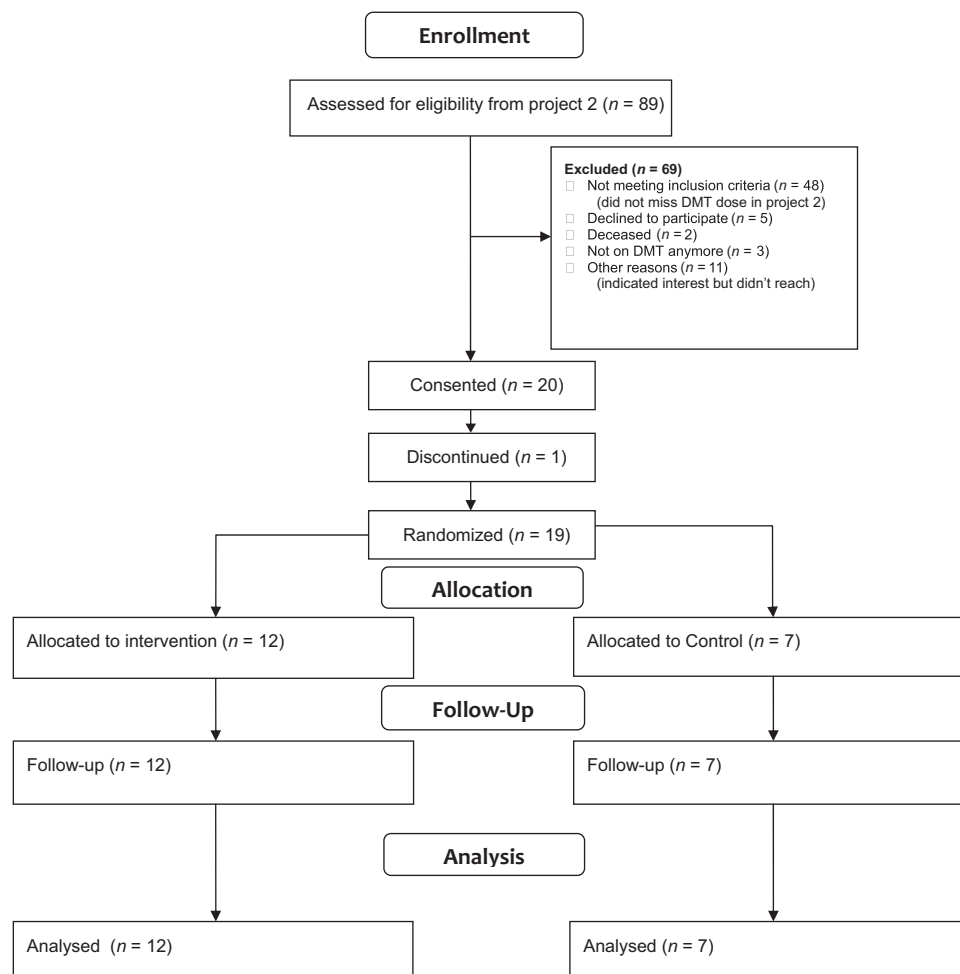 Enrollment
Assessed for eligibility from project 2 (n = 89)
Excluded (n = 69)
Not meeting inclusion criteria (n = 48)
(did not miss DMT dose in project 2)
Declined to participate (n = 5)
Deceased (n = 2)
Not on DMT anymore (n = 3)
Other reasons (n = 11)
(indicated interest but didn't reach)
Consented (n = 20)
Discontinued (n = 1)
Randomized (n = 19)
Allocation
Allocated to intervention (n = 12)
Allocated to Control (n = 7)
Follow-Up
Follow-up (n = 12)
Follow-up (n = 7)
Analysis
Analysed (n = 12)
Analysed (n = 7)